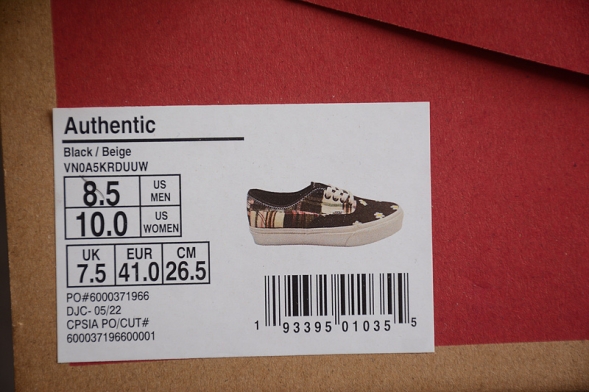 Authentic
Black / Beige
VN0A5KRDUUW
8.5 US MEN
10.0 US WOMEN
UK EUR CM
7.5 41.0 26.5
PO#6000371966
DJC- 05/22
CPSIA PO/CUT#
600037196600001
1 93395 01035 5